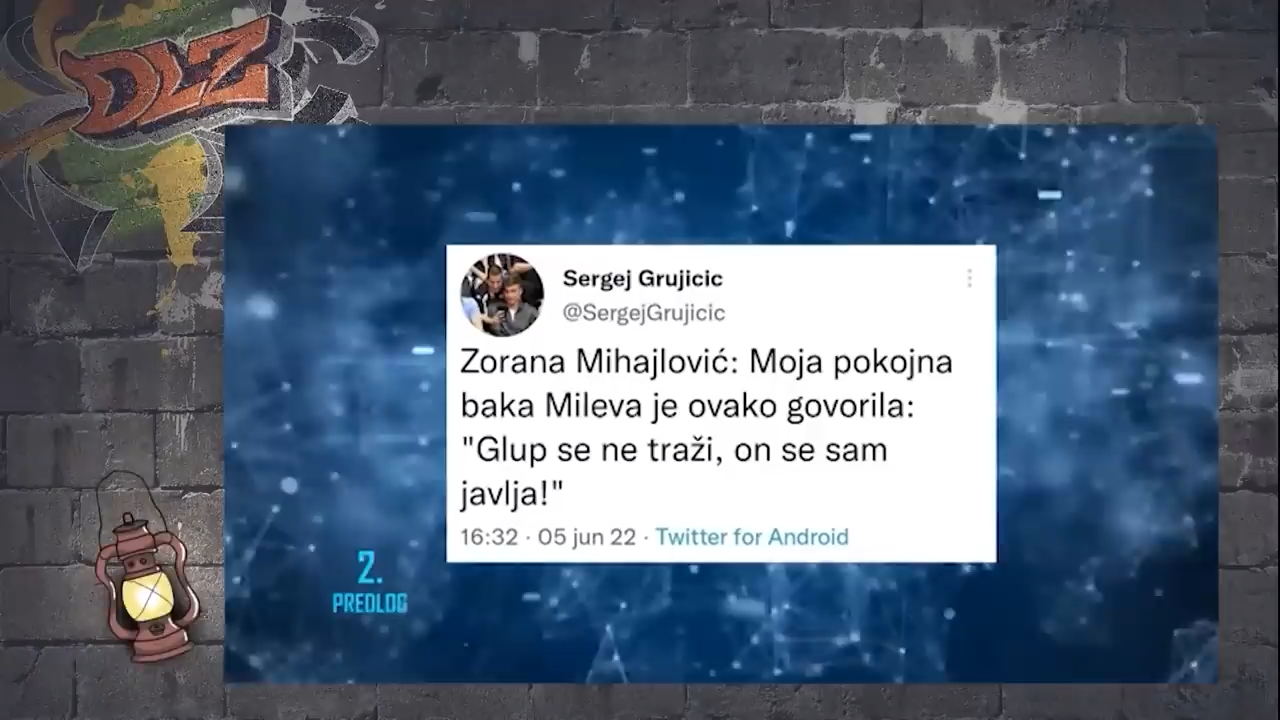 DLZ
Sergej Grujicic
@SergejGrujicic
Zorana Mihajlović: Moja pokojna
baka Mileva je ovako govorila:
"Glup se ne traži, on se sam
javlja!"
16:32 · 05 jun 22 · Twitter for Android
2.
PREDLOG